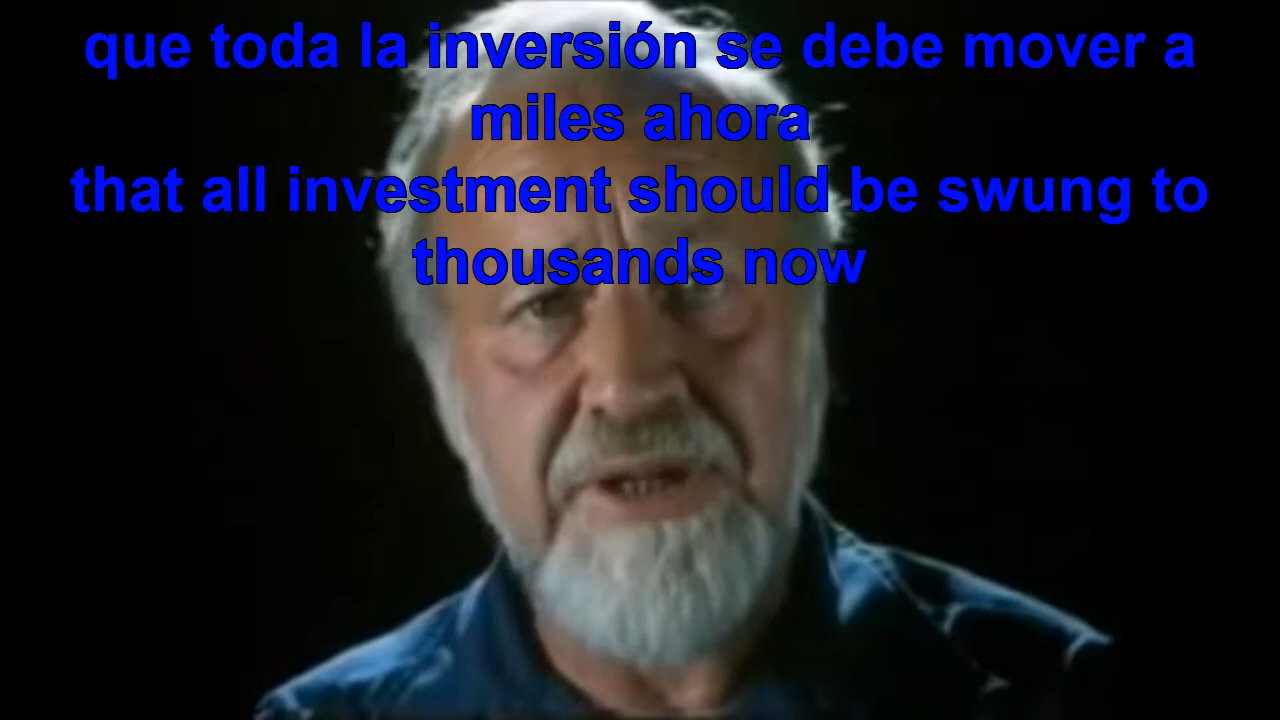 que toda la inversión se debe mover a
miles ahora
that all investment should be swung to
thousands now